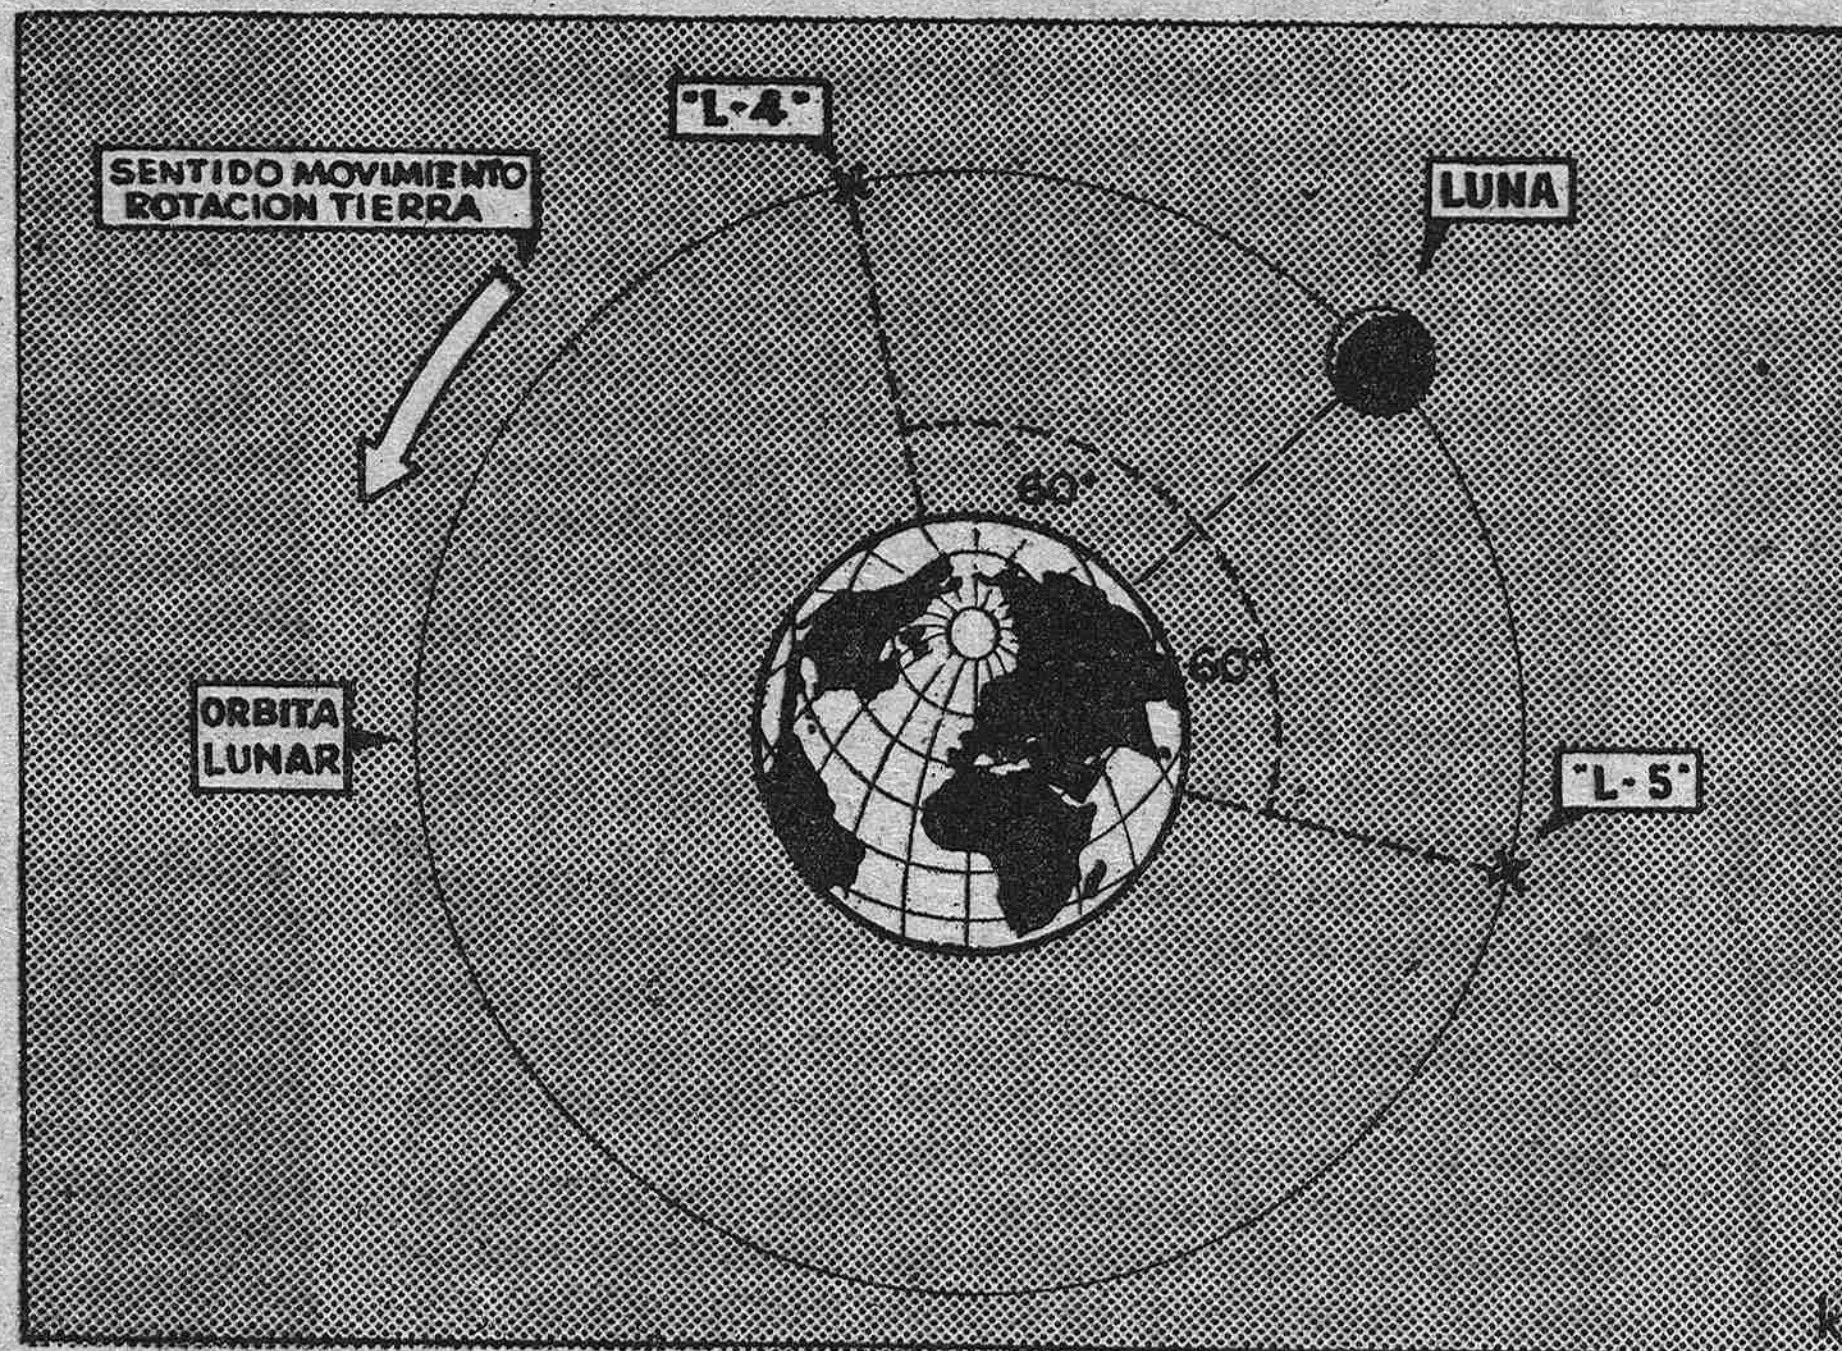 "L-4"
SENTIDO MOVIMIENTO
ROTACION TIERRA
LUNA
60°
60°
ORBITA
LUNAR
"L-5"